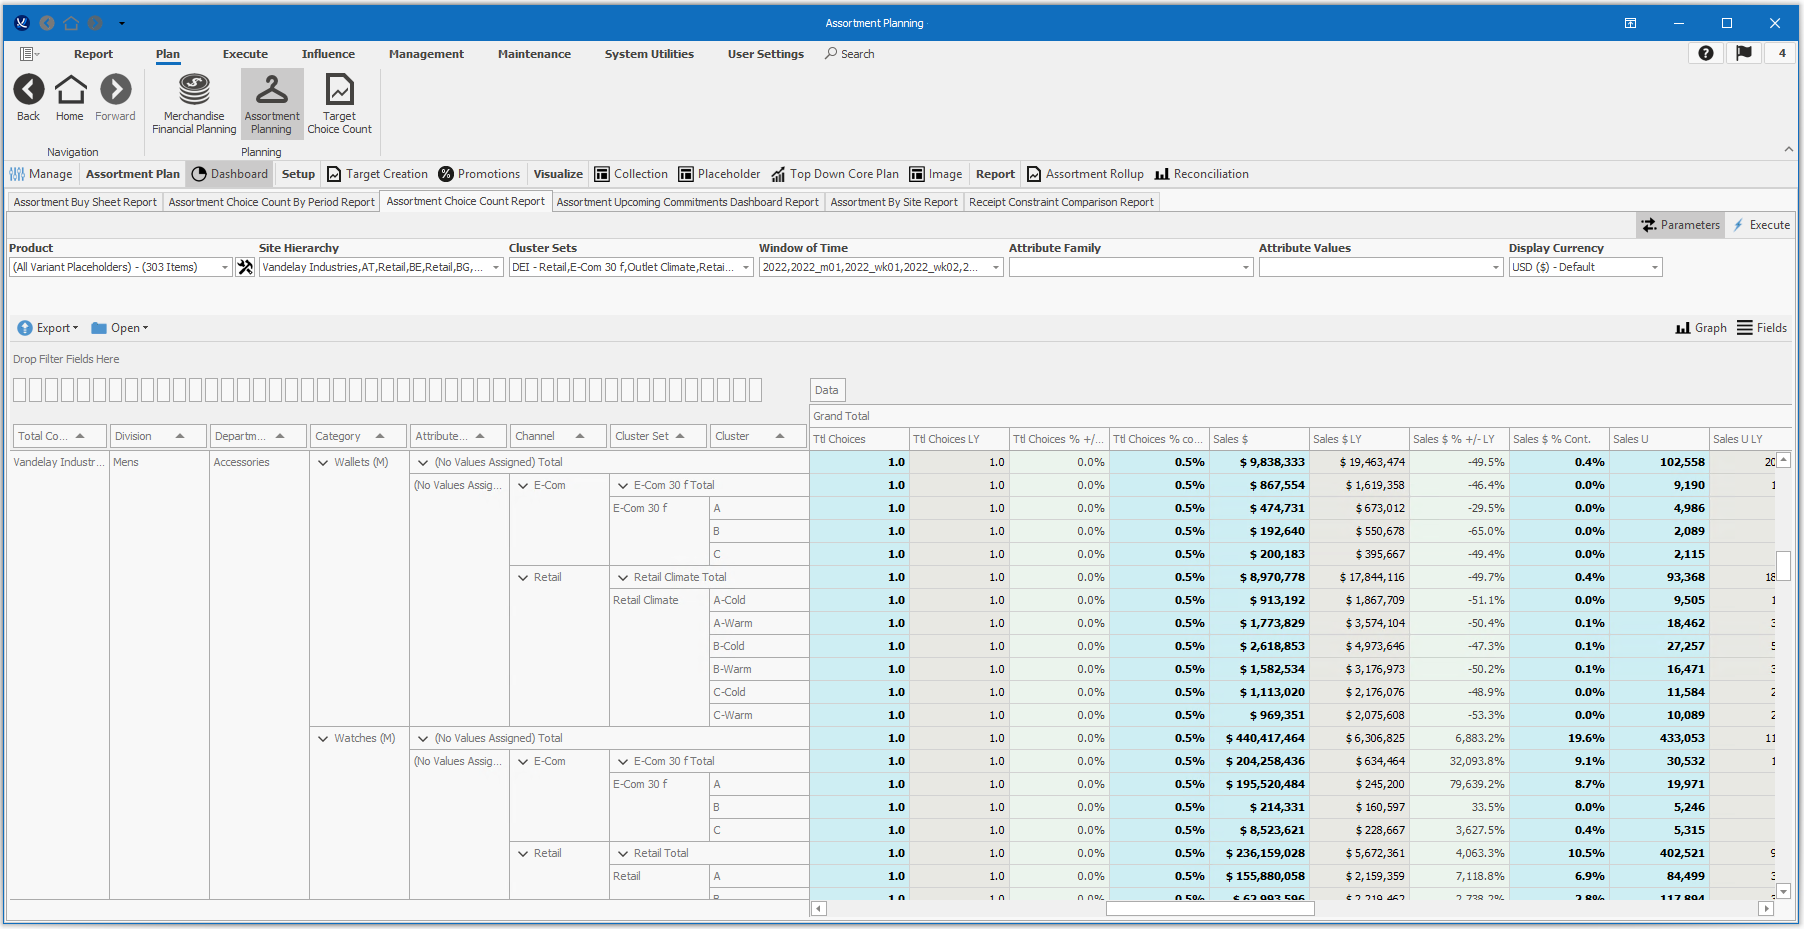 Assortment Planning
Report Plan Execute Influence Management Maintenance System Utilities User Settings Search 4
Back Home Forward Merchandise Financial Planning Assortment Planning Target Choice Count
Navigation Planning
Manage Assortment Plan Dashboard Setup Target Creation Promotions Visualize Collection Placeholder Top Down Core Plan Image Report Assortment Rollup Reconciliation
Assortment Buy Sheet Report Assortment Choice Count By Period Report Assortment Choice Count Report Assortment Upcoming Commitments Dashboard Report Assortment By Site Report Receipt Constraint Comparison Report
Parameters Execute
Product Site Hierarchy Cluster Sets Window of Time Attribute Family Attribute Values Display Currency
(All Variant Placeholders) - (303 Items) Vandelay Industries,AT,Retail,BE,Retail,BG,... DEI - Retail,E-Com 30 f,Outlet Climate,Retai... 2022,2022_m01,2022_wk01,2022_wk02,2... USD ($) - Default
Export Open Graph Fields
Drop Filter Fields Here
Data
Grand Total
Total Co... Division Departm... Category Attribute... Channel Cluster Set Cluster Ttl Choices Ttl Choices LY Ttl Choices % +/... Ttl Choices % co... Sales $ Sales $ LY Sales $ % +/- LY Sales $ % Cont. Sales U Sales U LY
Vandelay Industr... Mens Accessories Wallets (M) (No Values Assigned) Total 1.0 1.0 0.0% 0.5% $ 9,838,333 $ 19,463,474 -49.5% 0.4% 102,558 20
(No Values Assig... E-Com E-Com 30 f Total 1.0 1.0 0.0% 0.5% $ 867,554 $ 1,619,358 -46.4% 0.0% 9,190 1
E-Com 30 f A 1.0 1.0 0.0% 0.5% $ 474,731 $ 673,012 -29.5% 0.0% 4,986
B 1.0 1.0 0.0% 0.5% $ 192,640 $ 550,678 -65.0% 0.0% 2,089
C 1.0 1.0 0.0% 0.5% $ 200,183 $ 395,667 -49.4% 0.0% 2,115
Retail Retail Climate Total 1.0 1.0 0.0% 0.5% $ 8,970,778 $ 17,844,116 -49.7% 0.4% 93,368 18
Retail Climate A-Cold 1.0 1.0 0.0% 0.5% $ 913,192 $ 1,867,709 -51.1% 0.0% 9,505 1
A-Warm 1.0 1.0 0.0% 0.5% $ 1,773,829 $ 3,574,104 -50.4% 0.1% 18,462 3
B-Cold 1.0 1.0 0.0% 0.5% $ 2,618,853 $ 4,973,646 -47.3% 0.1% 27,257 5
B-Warm 1.0 1.0 0.0% 0.5% $ 1,582,534 $ 3,176,973 -50.2% 0.1% 16,471 3
C-Cold 1.0 1.0 0.0% 0.5% $ 1,113,020 $ 2,176,076 -48.9% 0.0% 11,584 2
C-Warm 1.0 1.0 0.0% 0.5% $ 969,351 $ 2,075,608 -53.3% 0.0% 10,089 2
Watches (M) (No Values Assigned) Total 1.0 1.0 0.0% 0.5% $ 440,417,464 $ 6,306,825 6,883.2% 19.6% 433,053 11
(No Values Assig... E-Com E-Com 30 f Total 1.0 1.0 0.0% 0.5% $ 204,258,436 $ 634,464 32,093.8% 9.1% 30,532 1
E-Com 30 f A 1.0 1.0 0.0% 0.5% $ 195,520,484 $ 245,200 79,639.2% 8.7% 19,971
B 1.0 1.0 0.0% 0.5% $ 214,331 $ 160,597 33.5% 0.0% 5,246
C 1.0 1.0 0.0% 0.5% $ 8,523,621 $ 228,667 3,627.5% 0.4% 5,315
Retail Retail Total 1.0 1.0 0.0% 0.5% $ 236,159,028 $ 5,672,361 4,063.3% 10.5% 402,521 9
Retail A 1.0 1.0 0.0% 0.5% $ 155,880,058 $ 2,159,359 7,118.8% 6.9% 84,499 3
B 1.0 1.0 0.0% 0.5% $ 62,993,596 $ 2,219,462 2,738.2% 2.8% 117,894